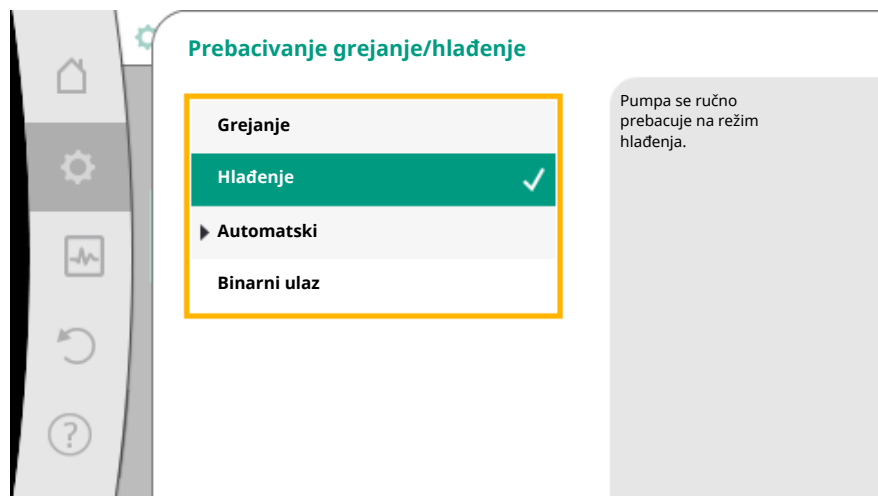 Prebacivanje grejanje/hlađenje
Grejanje
Hlađenje
Automatski
Binarni ulaz
Pumpa se ručno
prebacuje na režim
hlađenja.
?